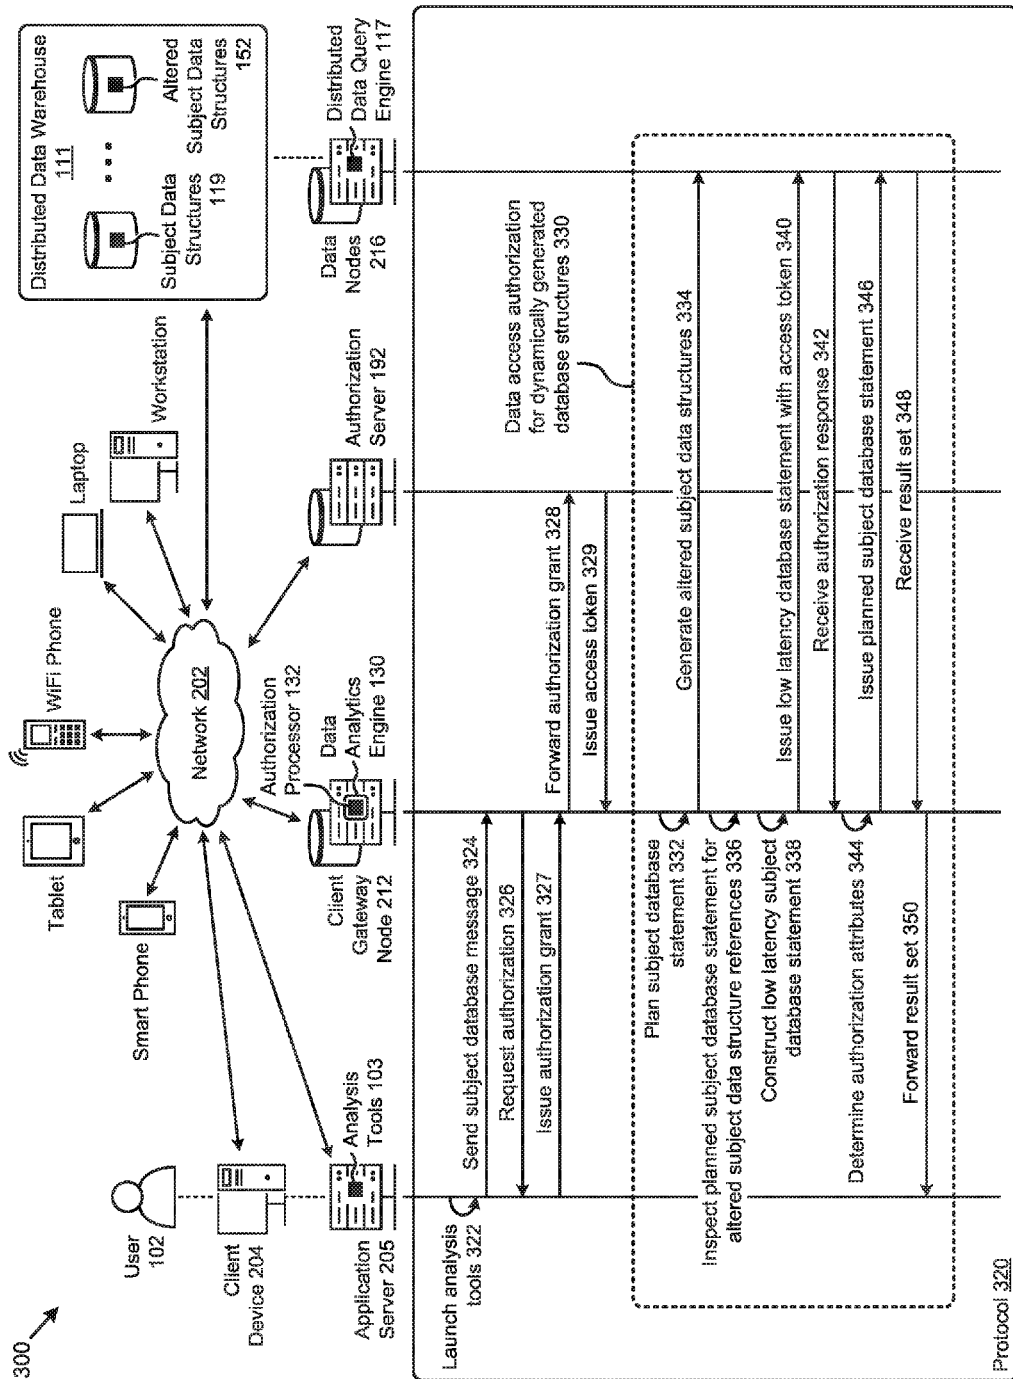 300
User
102
Client
Device 204
Application
Server 205
Analysis
Tools 103
Smart Phone
Tablet
WiFi Phone
Laptop
Workstation
Network 202
Client
Gateway
Node 212
Authorization
Processor 132
Data
Analytics
Engine 130
Authorization
Server 192
Data
Nodes
216
Distributed
Data Query
Engine 117
Distributed Data Warehouse
111
Subject Data
Structures
119
Altered
Subject Data
Structures
152
Launch analysis
tools 322
Send subject database message 324
Request authorization 326
Issue authorization grant 327
Forward authorization grant 328
Issue access token 329
Data access authorization
for dynamically generated
database structures 330
Plan subject database
statement 332
Generate altered subject data structures 334
Inspect planned subject database statement for
altered subject data structure references 336
Construct low latency subject
database statement 338
Issue low latency database statement with access token 340
Receive authorization response 342
Determine authorization attributes 344
Issue planned subject database statement 346
Receive result set 348
Forward result set 350
Protocol 320